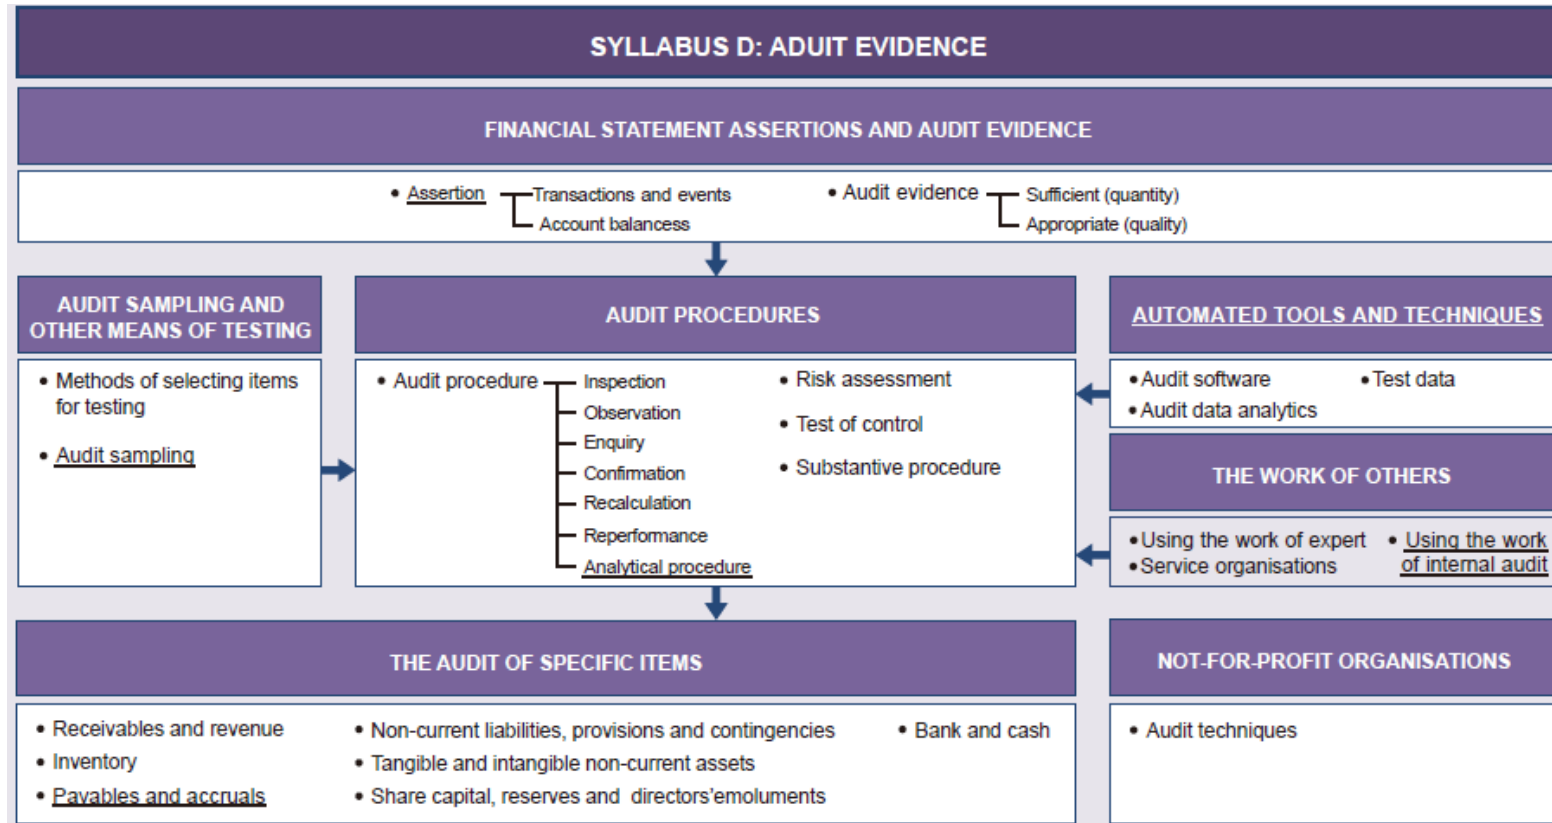 SYLLABUS D: ADUIT EVIDENCE
FINANCIAL STATEMENT ASSERTIONS AND AUDIT EVIDENCE
• Assertion
Transactions and events
Account balancess
• Audit evidence
Sufficient (quantity)
Appropriate (quality)
AUDIT SAMPLING AND
OTHER MEANS OF TESTING
• Methods of selecting items
for testing
• Audit sampling
AUDIT PROCEDURES
• Audit procedure
Inspection
Observation
Enquiry
Confirmation
Recalculation
Reperformance
Analytical procedure
• Risk assessment
• Test of control
• Substantive procedure
AUTOMATED TOOLS AND TECHNIQUES
• Audit software
• Test data
• Audit data analytics
THE WORK OF OTHERS
• Using the work of expert
• Service organisations
• Using the work
of internal audit
THE AUDIT OF SPECIFIC ITEMS
• Receivables and revenue
• Inventory
• Payables and accruals
• Non-current liabilities, provisions and contingencies
• Tangible and intangible non-current assets
• Share capital, reserves and directors'emoluments
• Bank and cash
NOT-FOR-PROFIT ORGANISATIONS
• Audit techniques